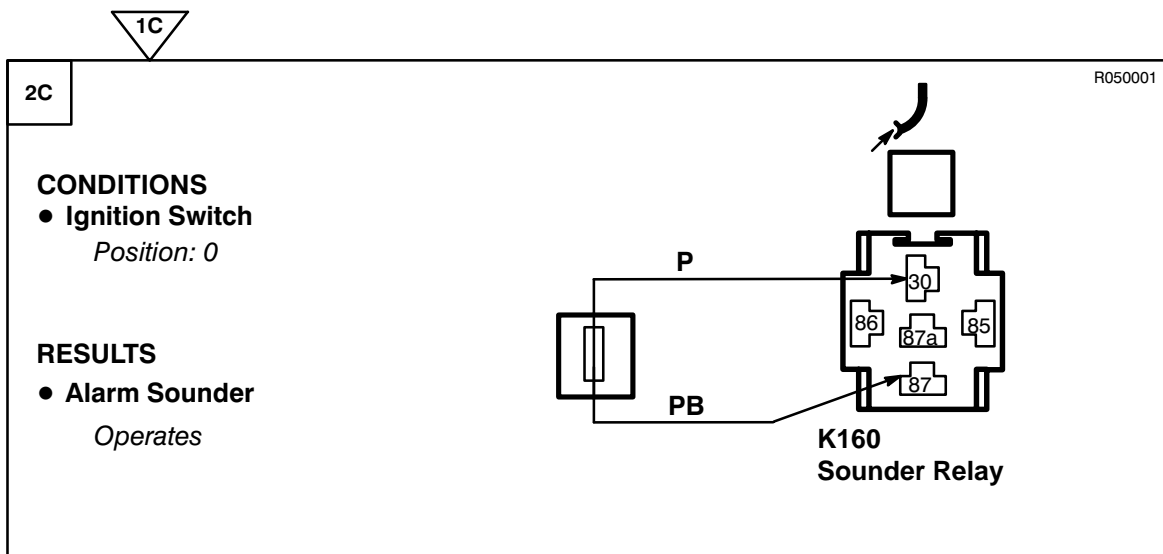 1C
2C
R050001
CONDITIONS
● Ignition Switch
Position: 0
RESULTS
● Alarm Sounder
Operates
P
PB
30
86
87a
85
87
K160
Sounder Relay